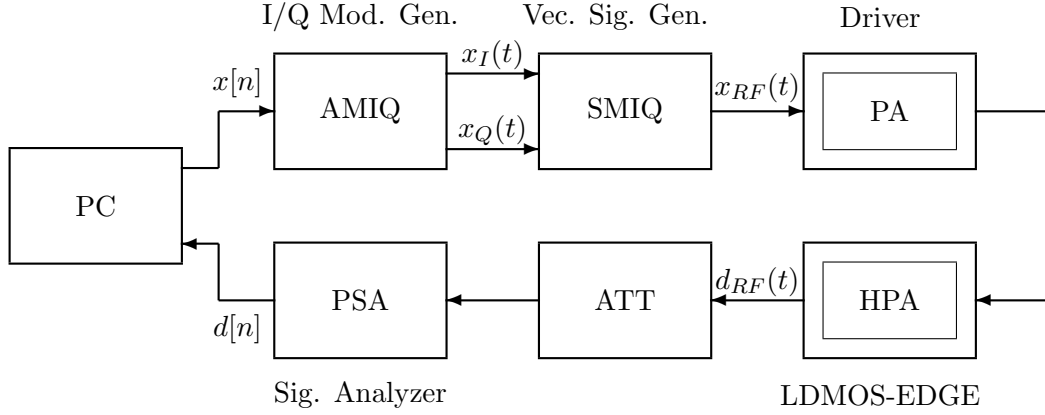 I/Q Mod. Gen.
Vec. Sig. Gen.
Driver
x[n]
AMIQ
x_I(t)
x_Q(t)
SMIQ
x_{RF}(t)
PA
PC
d[n]
PSA
ATT
d_{RF}(t)
HPA
Sig. Analyzer
LDMOS-EDGE